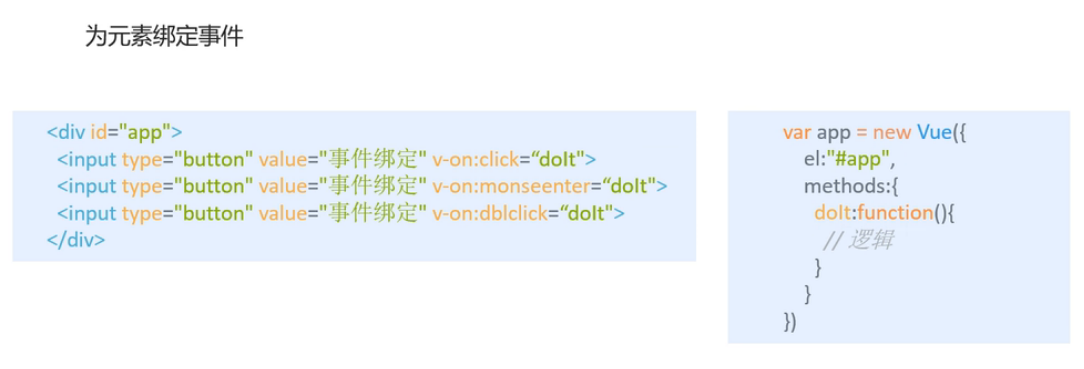 为元素绑定事件
<div id="app">
<input type="button" value="事件绑定" v-on:click=“doIt">
<input type="button" value="事件绑定" v-on:monseenter=“doIt">
<input type="button" value="事件绑定" v-on:dblclick=“doIt">
</div>
var app = new Vue({
el:"#app",
methods:{
doIt:function(){
// 逻辑
}
}
})